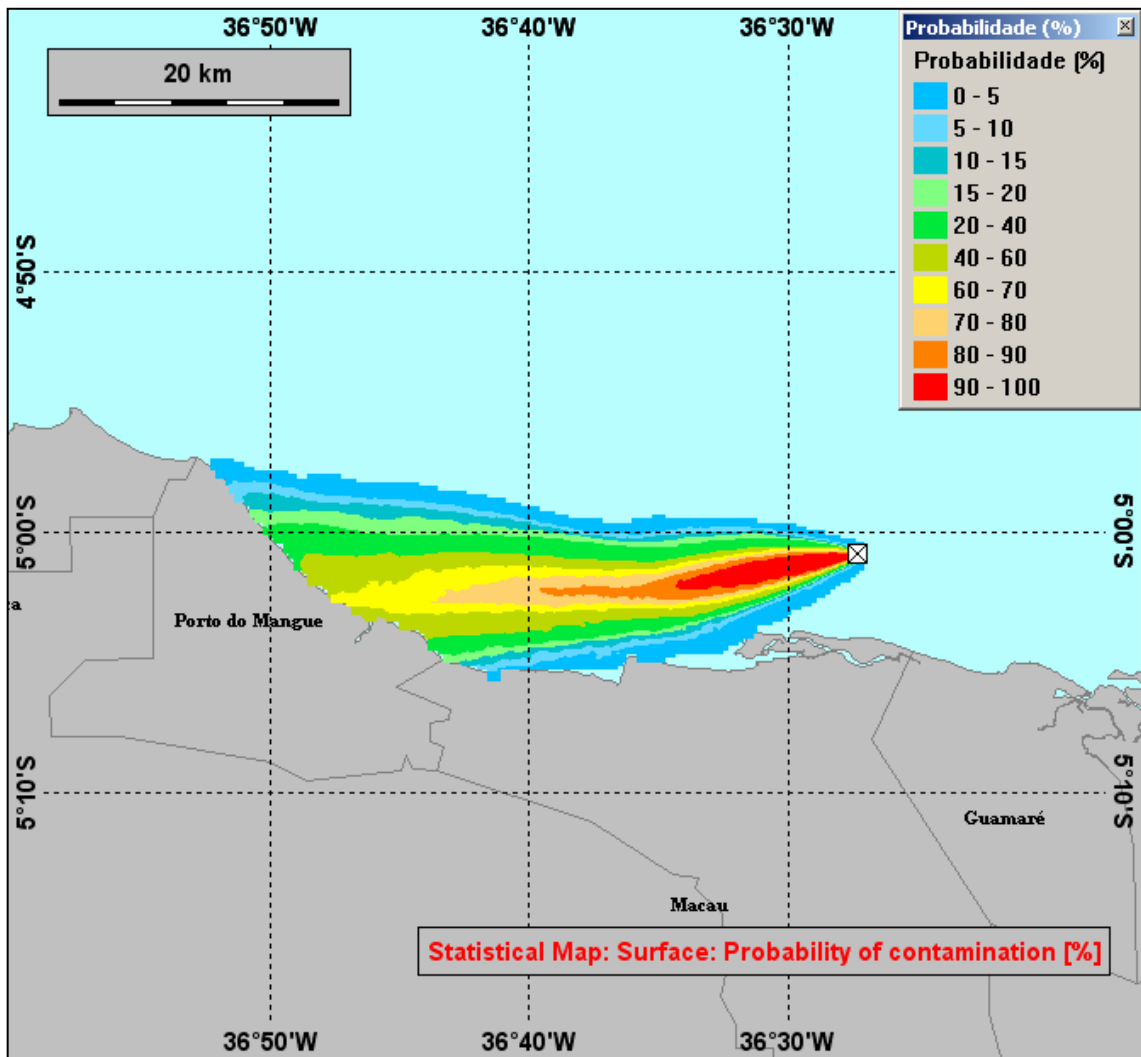 36°50'W
36°40'W
36°30'W
Probabilidade (%)
20 km
Probabilidade (%)
0 - 5
5 - 10
10 - 15
15 - 20
20 - 40
40 - 60
60 - 70
70 - 80
80 - 90
90 - 100
4°50'S
5°00'S
5°00'S
ça
Porto do Mangue
5°10'S
5°10'S
Guamaré
Macau
Statistical Map: Surface: Probability of contamination [%]
36°50'W
36°40'W
36°30'W